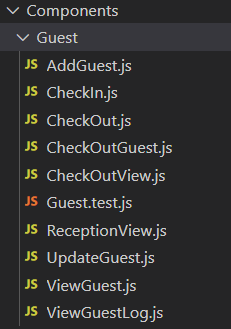 Components
Guest
JS AddGuest.js
JS CheckIn.js
JS CheckOut.js
JS CheckOutGuest.js
JS CheckOutView.js
JS Guest.test.js
JS ReceptionView.js
JS UpdateGuest.js
JS ViewGuest.js
JS ViewGuestLog.js